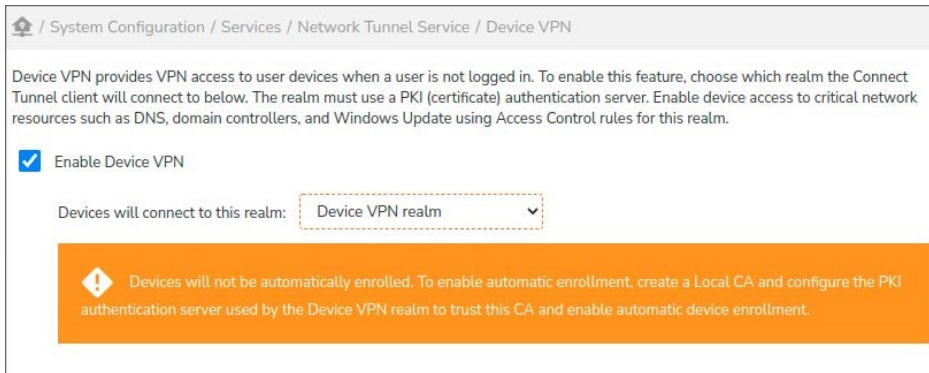 / System Configuration / Services / Network Tunnel Service / Device VPN
Device VPN provides VPN access to user devices when a user is not logged in. To enable this feature, choose which realm the Connect
Tunnel client will connect to below. The realm must use a PKI (certificate) authentication server. Enable device access to critical network
resources such as DNS, domain controllers, and Windows Update using Access Control rules for this realm.
Enable Device VPN
Devices will connect to this realm: Device VPN realm
Devices will not be automatically enrolled. To enable automatic enrollment, create a Local CA and configure the PKI
authentication server used by the Device VPN realm to trust this CA and enable automatic device enrollment.